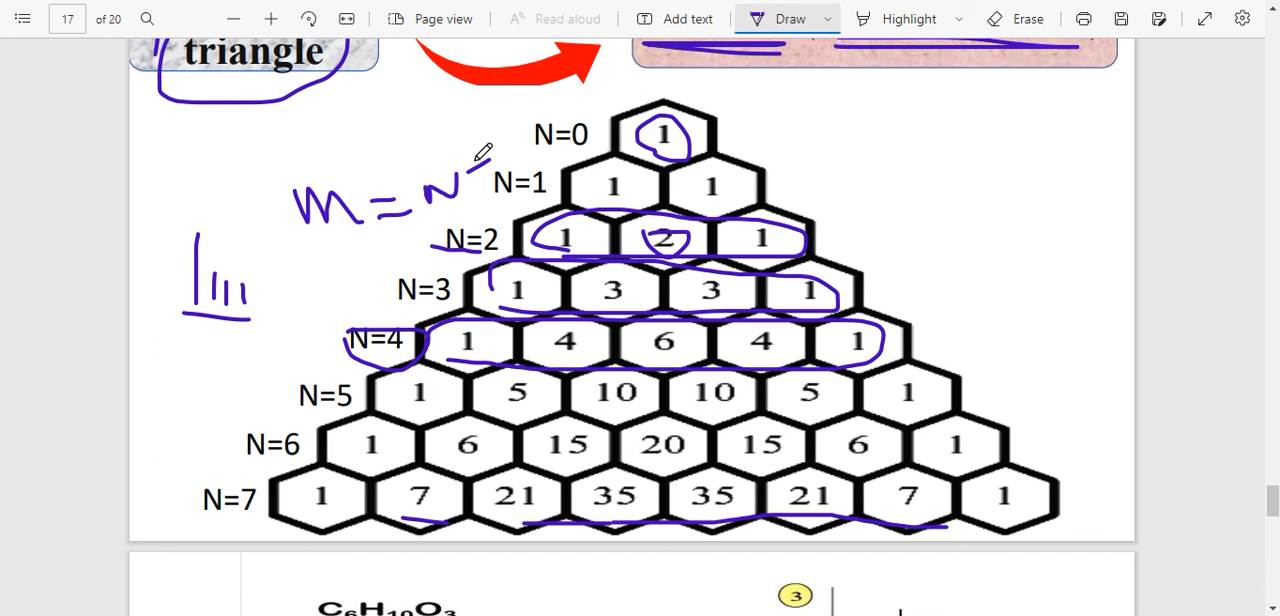 17 of 20 Page view Read aloud Add text Draw Highlight Erase
triangle
N=0 1
m = N
N=1 1 1
N=2 1 2 1
N=3 1 3 3 1
N=4 1 4 6 4 1
N=5 1 5 10 10 5 1
N=6 1 6 15 20 15 6 1
N=7 1 7 21 35 35 21 7 1
C6H10O3
3